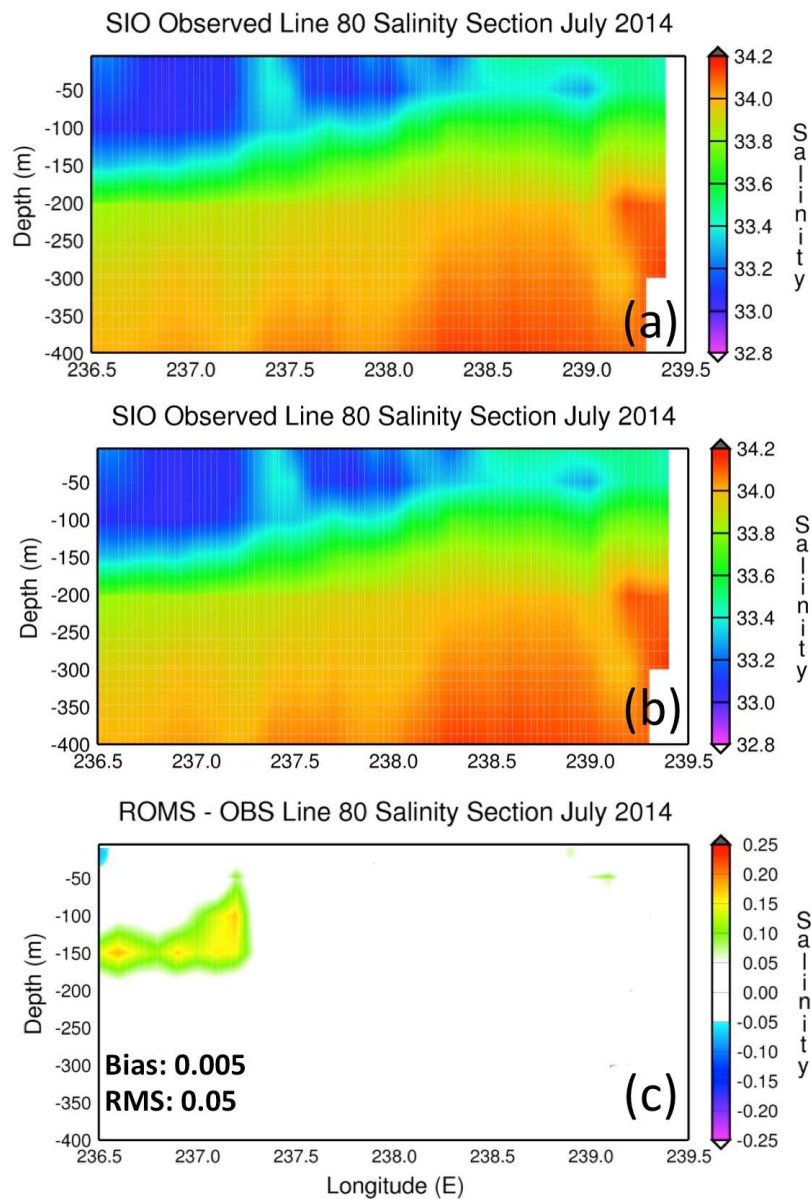 SIO Observed Line 80 Salinity Section July 2014
34.2
34.0
33.8
33.6
33.4
33.2
33.0
32.8
Salinity
-50
-100
-150
-200
-250
-300
-350
-400
Depth (m)
(a)
236.5 237.0 237.5 238.0 238.5 239.0 239.5
SIO Observed Line 80 Salinity Section July 2014
34.2
34.0
33.8
33.6
33.4
33.2
33.0
32.8
Salinity
-50
-100
-150
-200
-250
-300
-350
-400
Depth (m)
(b)
236.5 237.0 237.5 238.0 238.5 239.0 239.5
ROMS - OBS Line 80 Salinity Section July 2014
0.25
0.20
0.15
0.10
0.05
0.00
-0.05
-0.10
-0.15
-0.20
-0.25
Salinity
-50
-100
-150
-200
-250
-300
-350
-400
Depth (m)
Bias: 0.005
RMS: 0.05
(c)
236.5 237.0 237.5 238.0 238.5 239.0 239.5
Longitude (E)